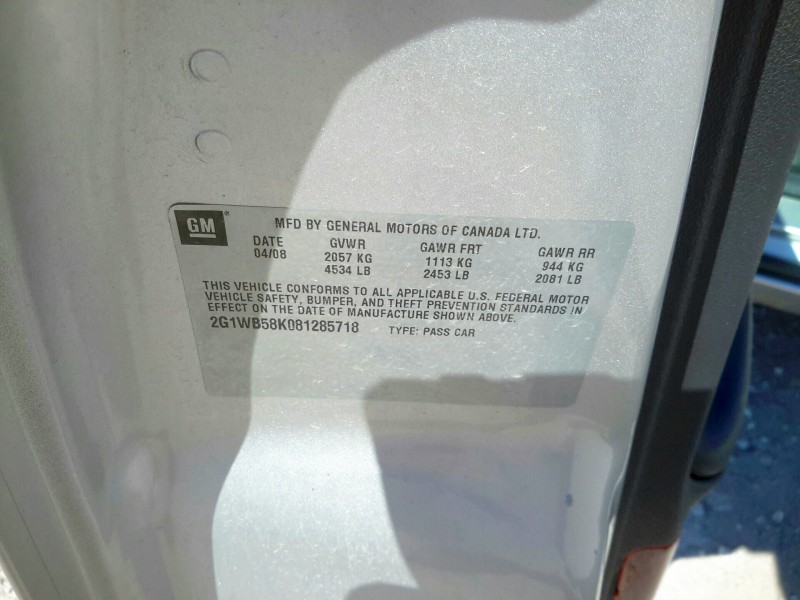 GM ® MFD BY GENERAL MOTORS OF CANADA LTD.
DATE GVWR GAWR FRT GAWR RR
04/08 2057 KG 1113 KG 944 KG
4534 LB 2453 LB 2081 LB
THIS VEHICLE CONFORMS TO ALL APPLICABLE U.S. FEDERAL MOTOR
VEHICLE SAFETY, BUMPER, AND THEFT PREVENTION STANDARDS IN
EFFECT ON THE DATE OF MANUFACTURE SHOWN ABOVE.
2G1WB58K081285718 TYPE: PASS CAR